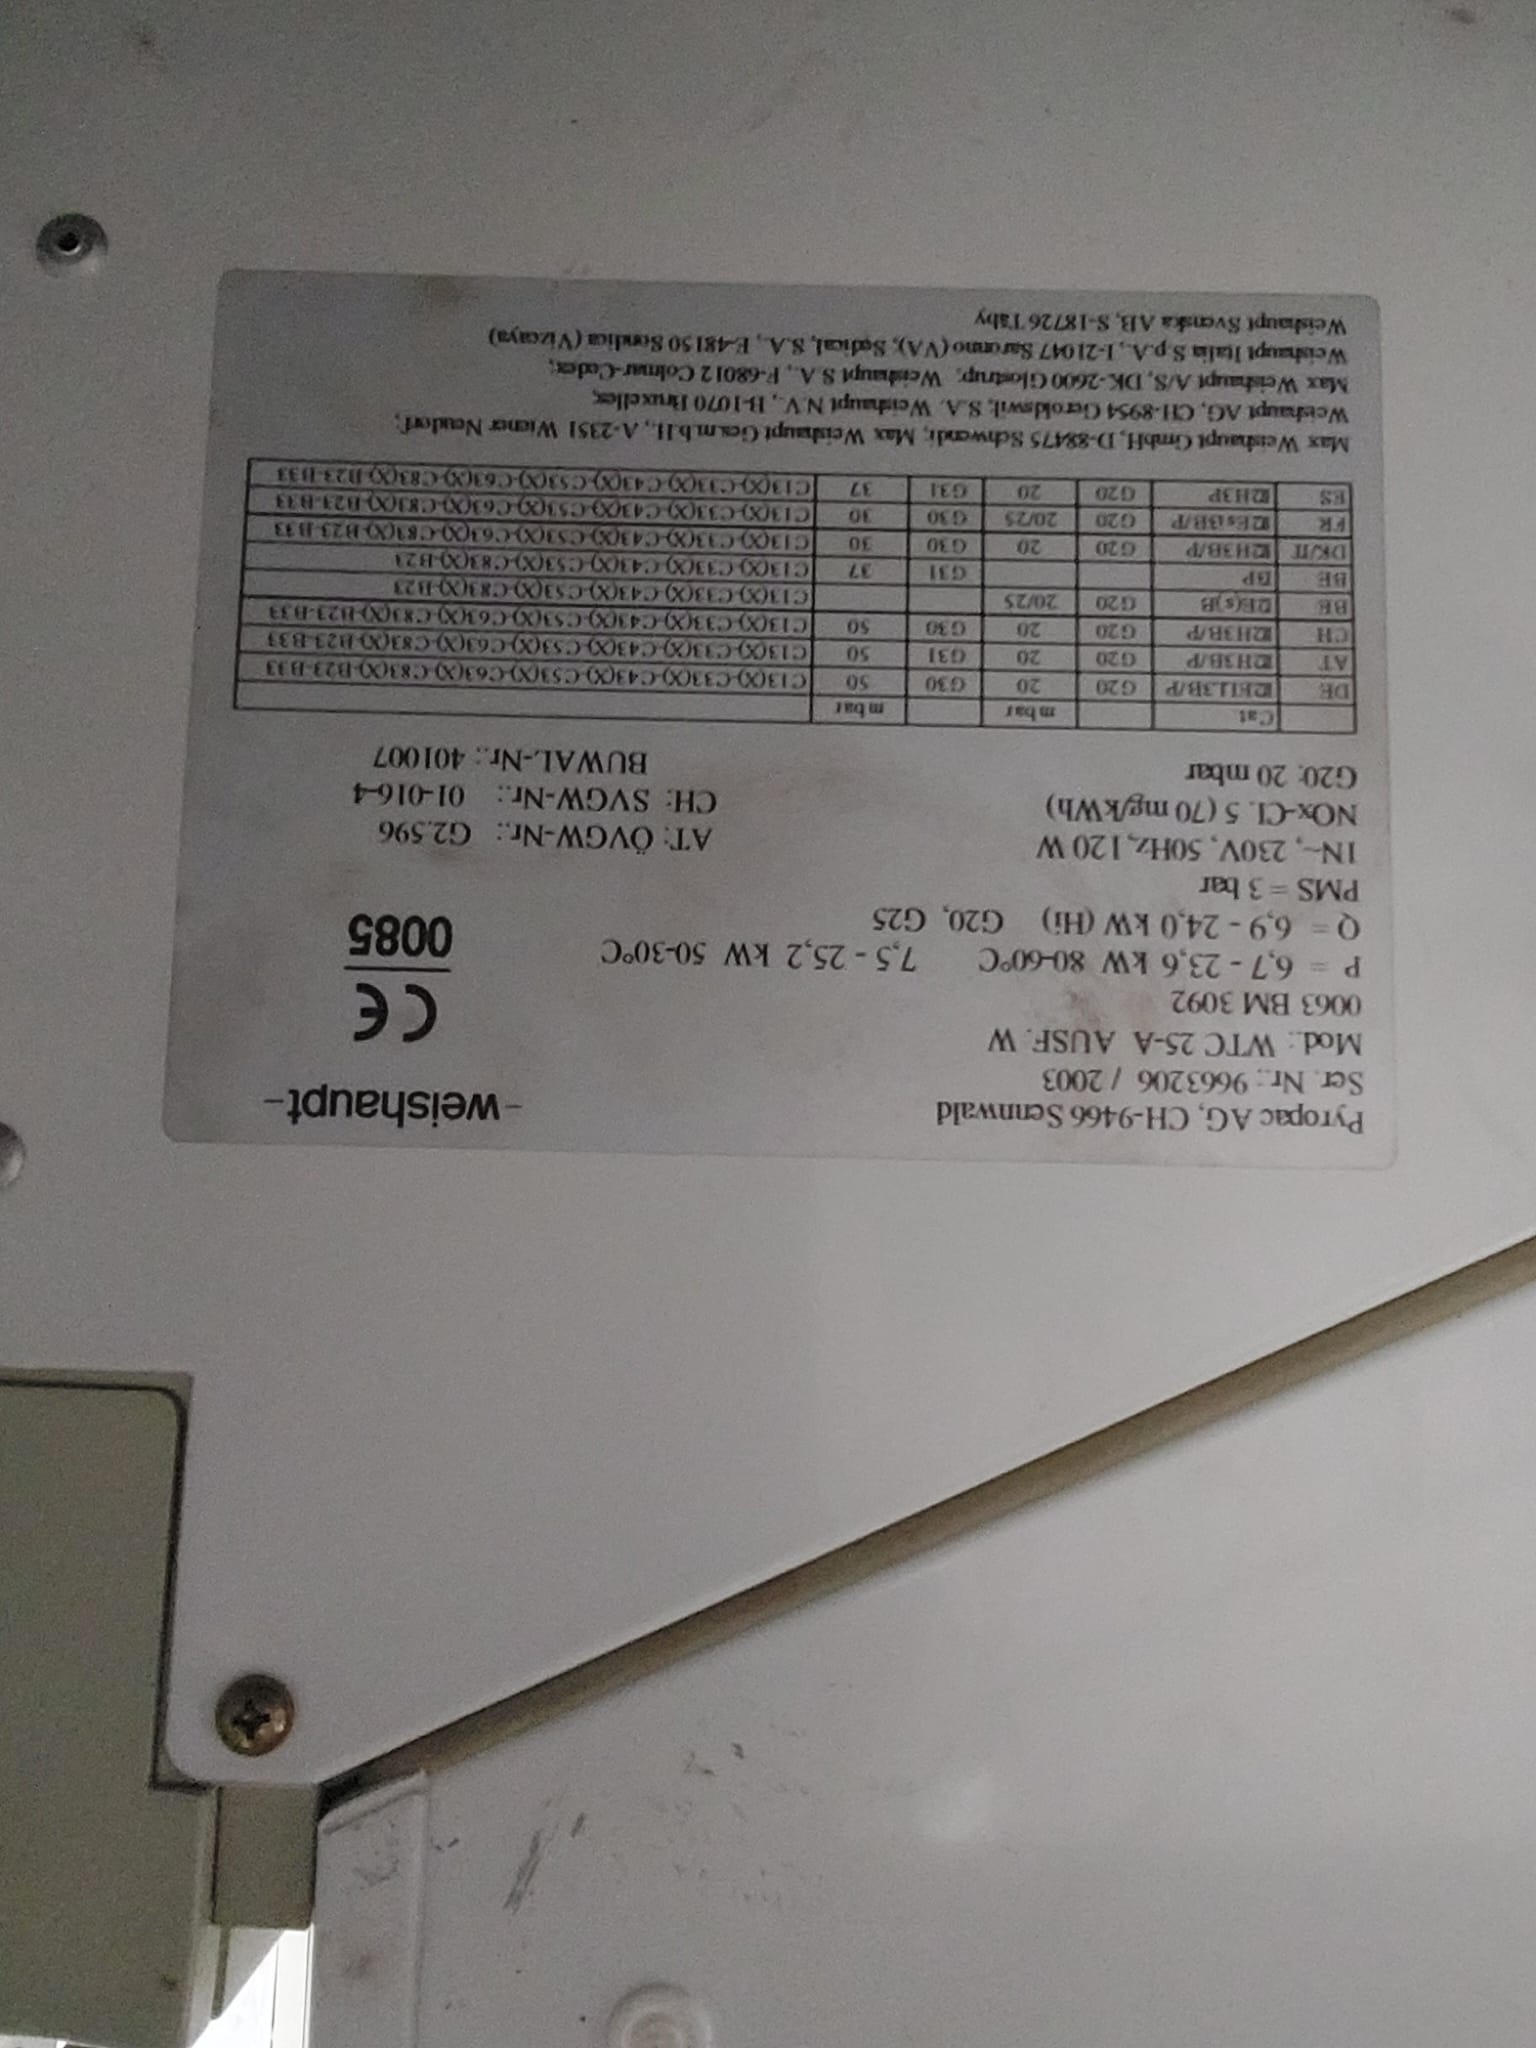 Pyropac AG, CH-9466 Sennwald
-weishaupt-
Ser. Nr.: 9663206 / 2003
Mod.: WTC 25-A AUSF. W
0063 BM 3092
CE
0085
P = 6,7 - 23,6 kW 80-60°C 7,5 - 25,2 kW 50-30°C
Q = 6,9 - 24,0 kW (Hi) G20, G25
PMS = 3 bar
1N~, 230V, 50Hz, 120 W
NOx-Cl. 5 (70 mg/kWh)
G20: 20 mbar
AT: ÖVGW-Nr.: G2.596
CH: SVGW-Nr.: 01-016-4
BUWAL-Nr.: 401007
Cat. mbar mbar
DE II2ELL3B/P G20 20 G30 50 C13(X)-C33(X)-C43(X)-C53(X)-C63(X)-C83(X)-B23-B33
AT II2H3B/P G20 20 G31 50 C13(X)-C33(X)-C43(X)-C53(X)-C63(X)-C83(X)-B23-B33
CH II2H3B/P G20 20 G30 50 C13(X)-C33(X)-C43(X)-C53(X)-C63(X)-C83(X)-B23-B33
BE I2E(s)B G20 20/25 C13(X)-C33(X)-C43(X)-C53(X)-C83(X)-B23
BE I3P G31 37 C13(X)-C33(X)-C43(X)-C53(X)-C83(X)-B23
DK/IT II2H3B/P G20 20 G30 30 C13(X)-C33(X)-C43(X)-C53(X)-C63(X)-C83(X)-B23-B33
FR II2Esi3B/P G20 20/25 G30 30 C13(X)-C33(X)-C43(X)-C53(X)-C63(X)-C83(X)-B23-B33
ES II2H3P G20 20 G31 37 C13(X)-C33(X)-C43(X)-C53(X)-C63(X)-C83(X)-B23-B33
Max Weishaupt GmbH, D-88475 Schwendi; Max Weishaupt Ges.m.b.H., A-2351 Wiener Neudorf;
Weishaupt AG, CH-8954 Geroldswil; S.A. Weishaupt N.V., B-1070 Bruxelles;
Max Weishaupt A/S, DK-2600 Glostrup; Weishaupt S.A., F-68012 Colmar-Cedex;
Weishaupt Italia S.p.A., I-21047 Saronno (VA); Sedical, S.A., E-48150 Sondica (Vizcaya)
Weishaupt Svenska AB, S-18726 Täby